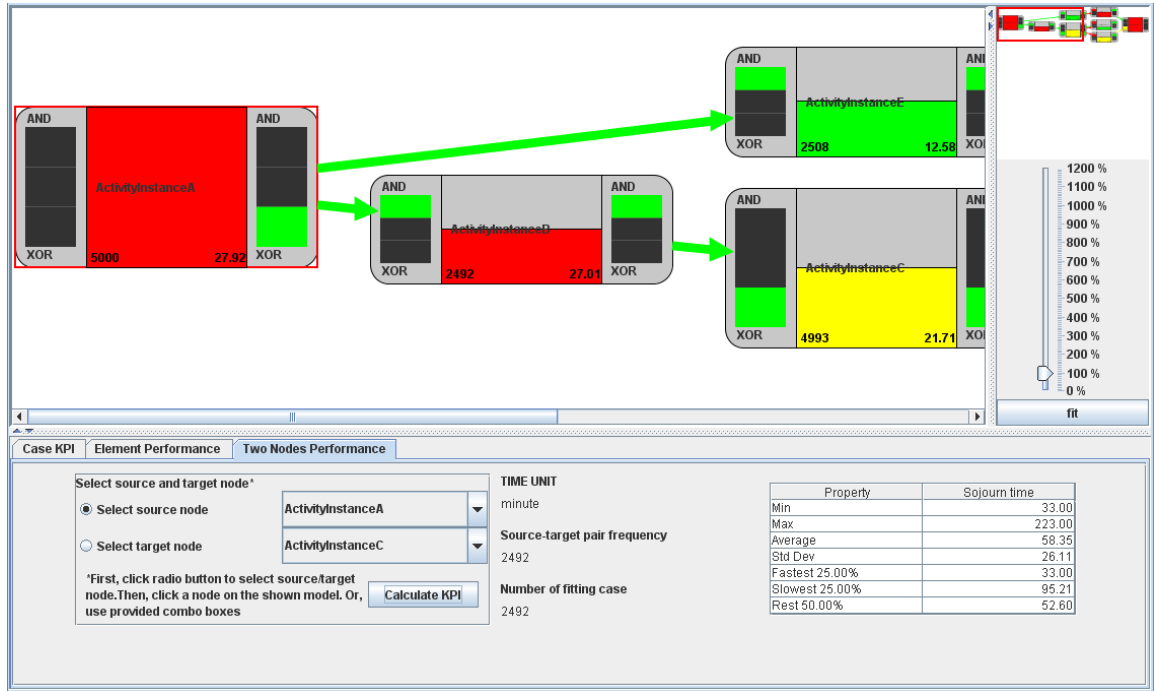 AND
XOR
ActivityInstanceA
5000 27.92
AND
XOR
AND
XOR
ActivityInstanceB
2492 27.01
AND
XOR
AND
XOR
ActivityInstanceE
2508 12.58
AND
XOR
ActivityInstanceC
4993 21.71
1200 %
1100 %
1000 %
900 %
800 %
700 %
600 %
500 %
400 %
300 %
200 %
100 %
0 %
fit
Case KPI Element Performance Two Nodes Performance
Select source and target node*
Select source node ActivityInstanceA
Select target node ActivityInstanceC
*First, click radio button to select source/target
node.Then, click a node on the shown model. Or,
use provided combo boxes
Calculate KPI
TIME UNIT
minute
Source-target pair frequency
2492
Number of fitting case
2492
Property Sojourn time
Min 33.00
Max 223.00
Average 58.35
Std Dev 26.11
Fastest 25.00% 33.00
Slowest 25.00% 95.21
Rest 50.00% 52.60